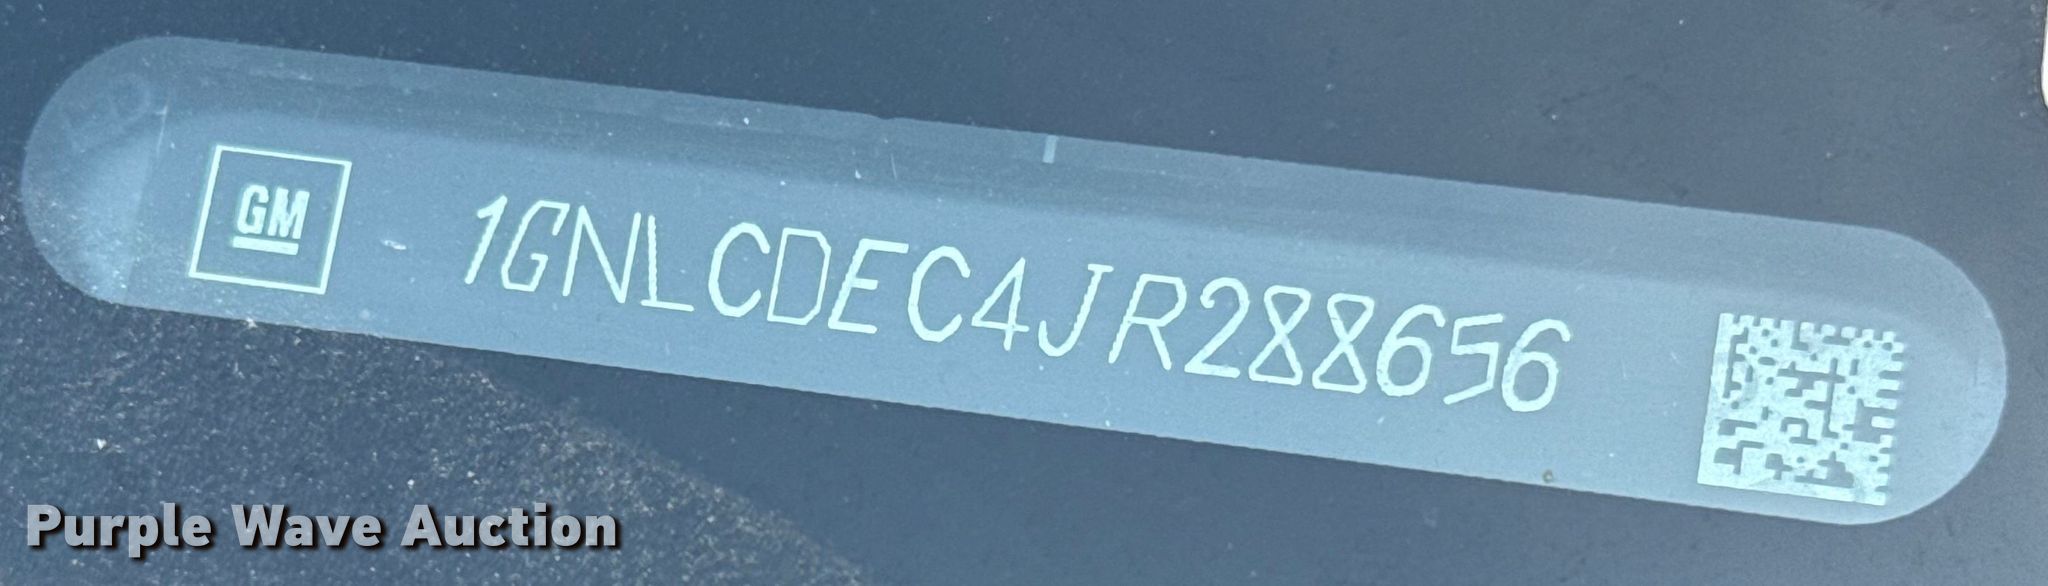 GM 1GNLCDEC4JR288656
Purple Wave Auction